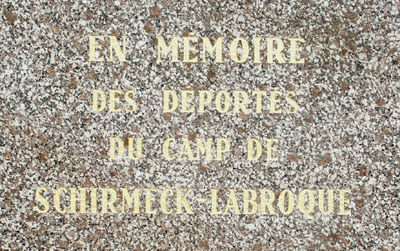 EN MÉMOIRE
DES DÉPORTÉS
DU CAMP DE
SCHIRMECK-LABROQUE